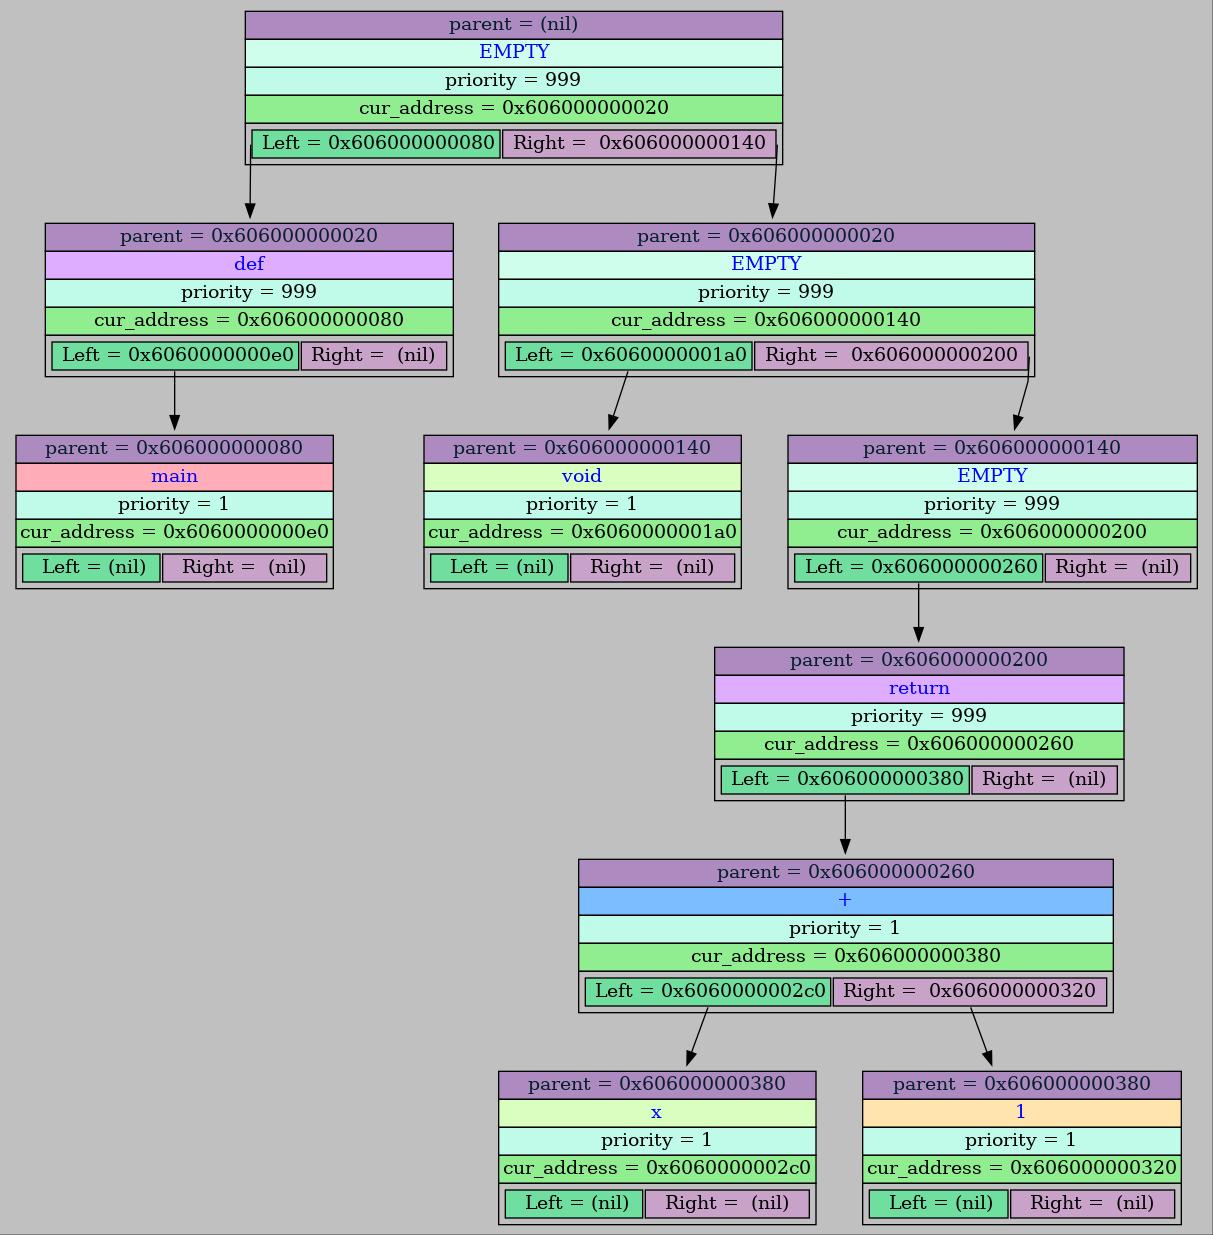 parent = (nil)
EMPTY
priority = 999
cur_address = 0x606000000020
Left = 0x606000000080 Right = 0x606000000140
parent = 0x606000000020
def
priority = 999
cur_address = 0x606000000080
Left = 0x6060000000e0 Right = (nil)
parent = 0x606000000020
EMPTY
priority = 999
cur_address = 0x606000000140
Left = 0x6060000001a0 Right = 0x606000000200
parent = 0x606000000080
main
priority = 1
cur_address = 0x6060000000e0
Left = (nil) Right = (nil)
parent = 0x606000000140
void
priority = 1
cur_address = 0x6060000001a0
Left = (nil) Right = (nil)
parent = 0x606000000140
EMPTY
priority = 999
cur_address = 0x606000000200
Left = 0x606000000260 Right = (nil)
parent = 0x606000000200
return
priority = 999
cur_address = 0x606000000260
Left = 0x606000000380 Right = (nil)
parent = 0x606000000260
+
priority = 1
cur_address = 0x606000000380
Left = 0x6060000002c0 Right = 0x606000000320
parent = 0x606000000380
x
priority = 1
cur_address = 0x6060000002c0
Left = (nil) Right = (nil)
parent = 0x606000000380
1
priority = 1
cur_address = 0x606000000320
Left = (nil) Right = (nil)